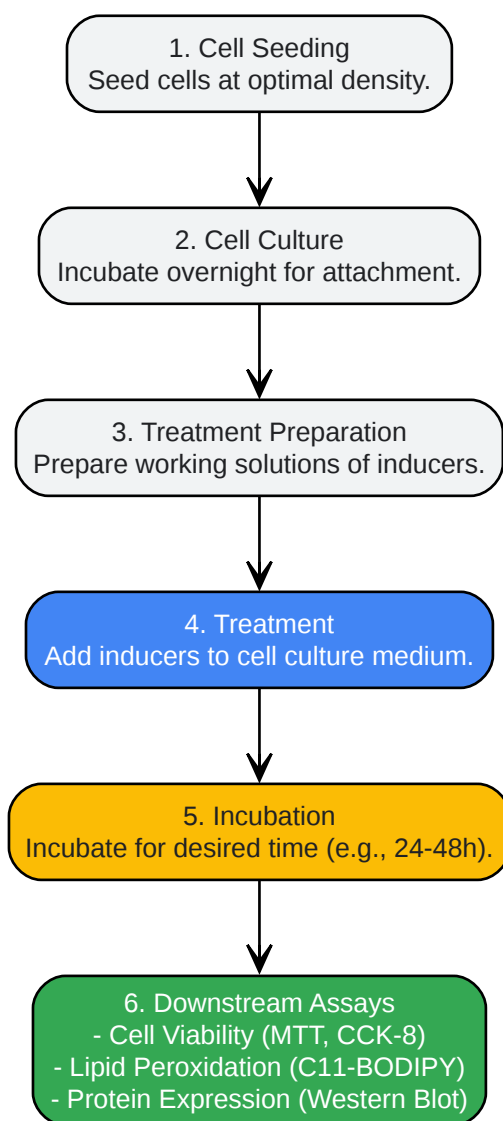 1. Cell Seeding
Seed cells at optimal density.
2. Cell Culture
Incubate overnight for attachment.
3. Treatment Preparation
Prepare working solutions of inducers.
4. Treatment
Add inducers to cell culture medium.
5. Incubation
Incubate for desired time (e.g., 24-48h).
6. Downstream Assays
- Cell Viability (MTT, CCK-8)
- Lipid Peroxidation (C11-BODIPY)
- Protein Expression (Western Blot)